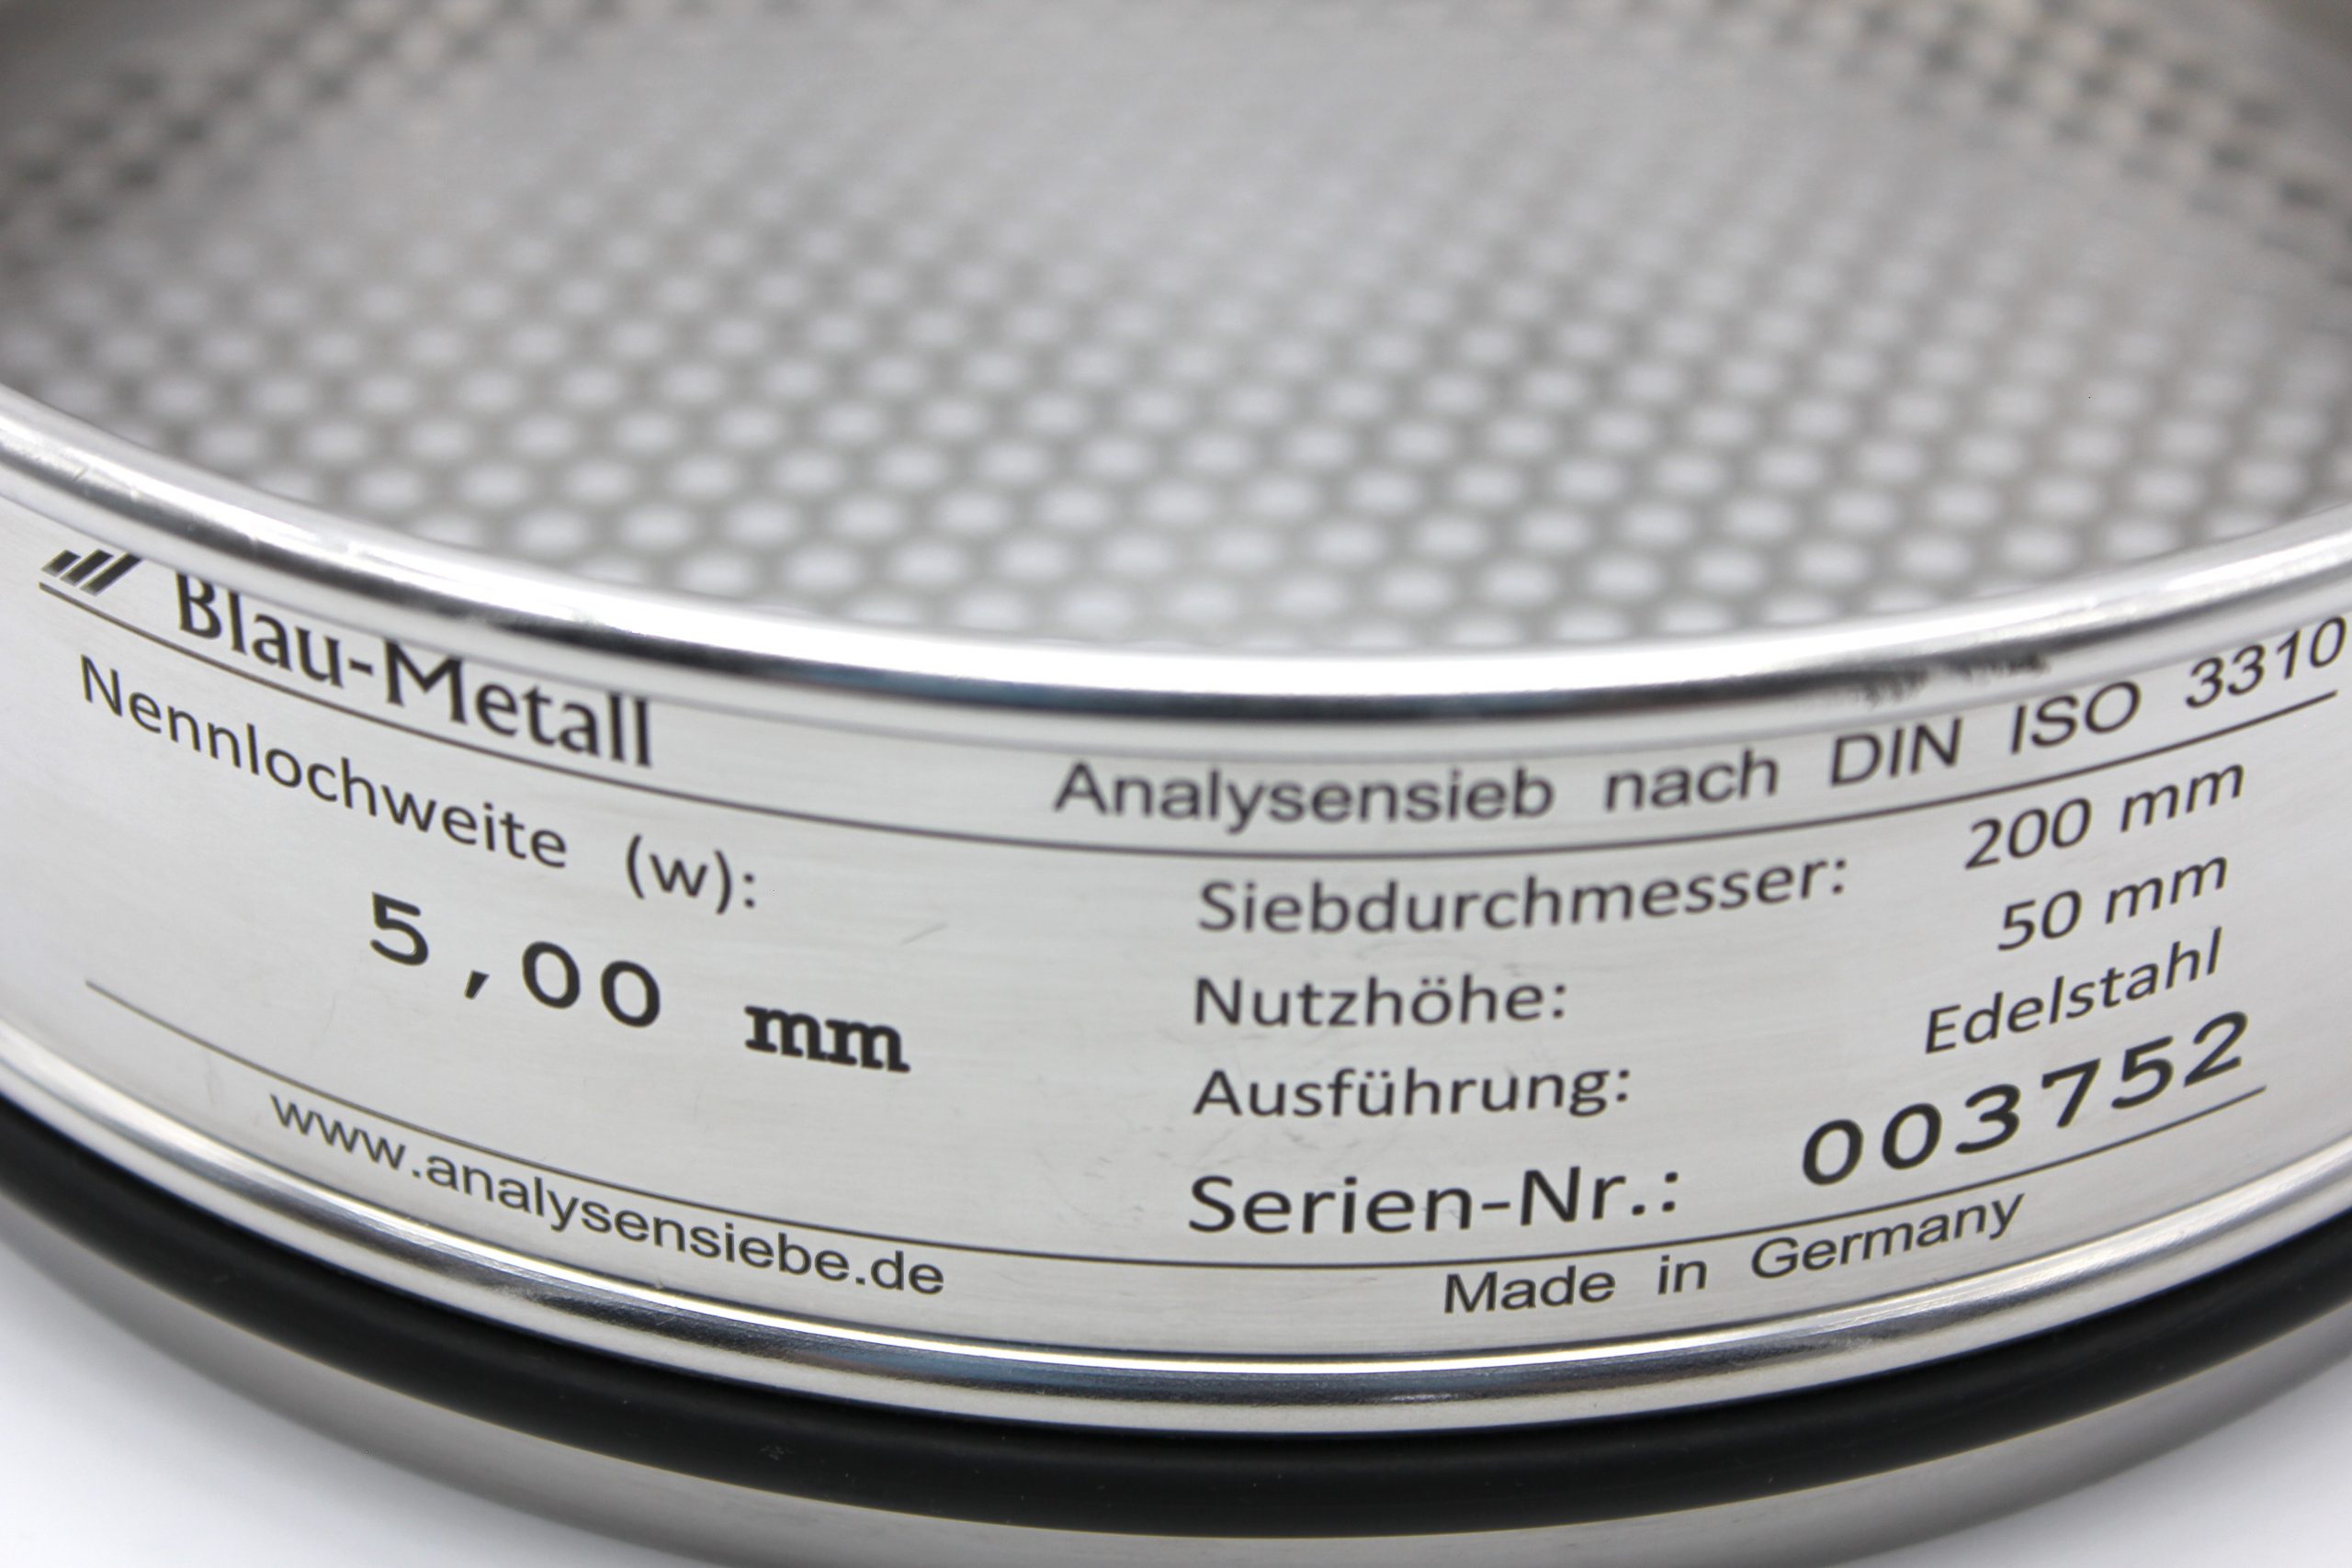 Blau-Metall
Analysensieb nach DIN ISO 3310
Nennlochweite (w):
5,00 mm
Siebdurchmesser: 200 mm
Nutzhöhe: 50 mm
Ausführung: Edelstahl
Serien-Nr.: 003752
www.analysensiebe.de
Made in Germany